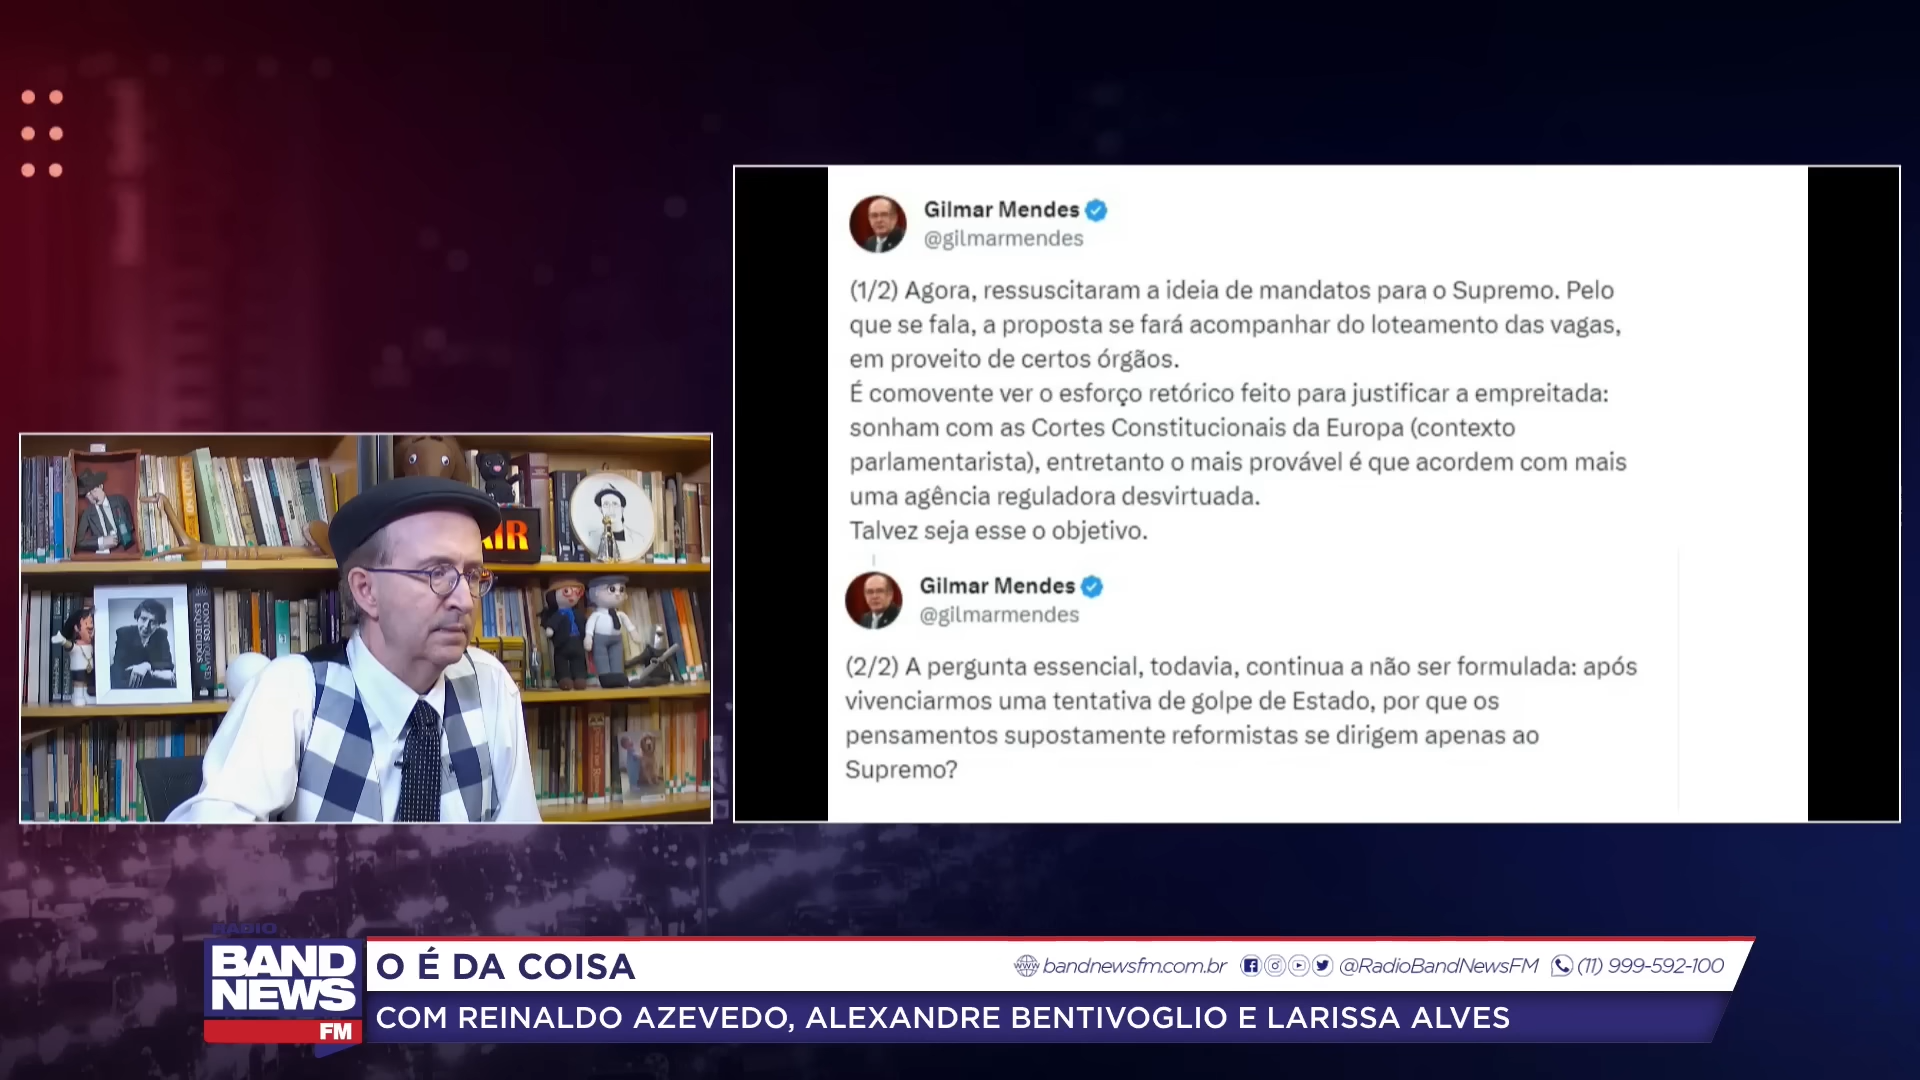 Gilmar Mendes
@gilmarmendes
(1/2) Agora, ressuscitaram a ideia de mandatos para o Supremo. Pelo
que se fala, a proposta se fará acompanhar do loteamento das vagas,
em proveito de certos órgãos.
É comovente ver o esforço retórico feito para justificar a empreitada:
sonham com as Cortes Constitucionais da Europa (contexto
parlamentarista), entretanto o mais provável é que acordem com mais
uma agência reguladora desvirtuada.
Talvez seja esse o objetivo.
Gilmar Mendes
@gilmarmendes
(2/2) A pergunta essencial, todavia, continua a não ser formulada: após
vivenciarmos uma tentativa de golpe de Estado, por que os
pensamentos supostamente reformistas se dirigem apenas ao
Supremo?
AIR
CONTOS
ESQUECIDOS
RÁDIO
BAND
NEWS
FM
O É DA COISA
bandnewsfm.com.br @RadioBandNewsFM (11) 999-592-100
COM REINALDO AZEVEDO, ALEXANDRE BENTIVOGLIO E LARISSA ALVES